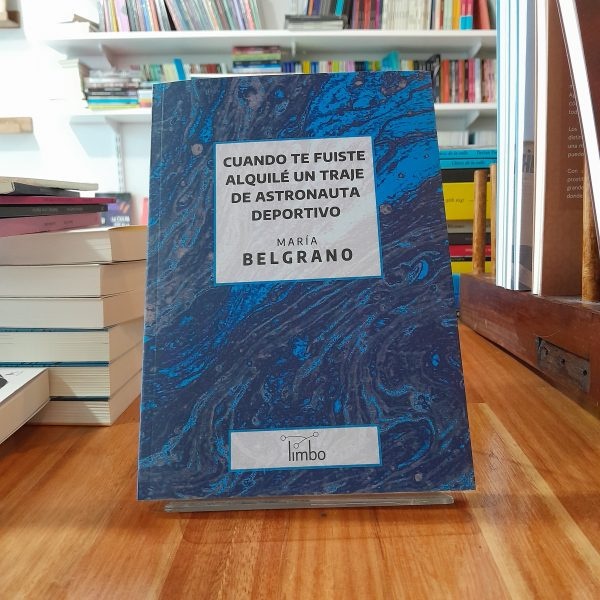 CUANDO TE FUISTE
ALQUILÉ UN TRAJE
DE ASTRONAUTA
DEPORTIVO
MARÍA
BELGRANO
limbo